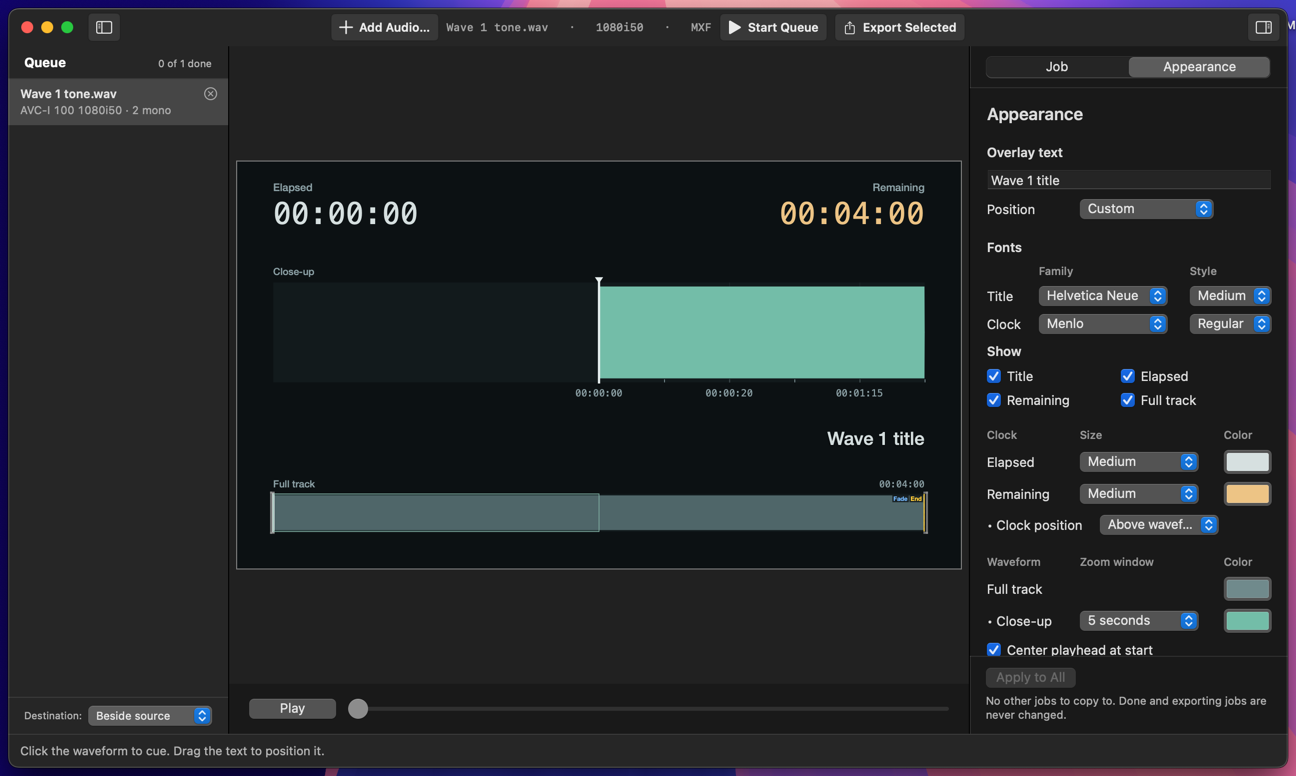 Add Audio...
Wave 1 tone.wav · 1080i50 · MXF
Start Queue
Export Selected
Queue
0 of 1 done
Wave 1 tone.wav
AVC-I 100 1080i50 · 2 mono
Destination:
Beside source
Elapsed
00:00:00
Remaining
00:04:00
Close-up
00:00:00
00:00:20
00:01:15
Wave 1 title
Full track
00:04:00
Fade
End
Play
Job
Appearance
Appearance
Overlay text
Wave 1 title
Position
Custom
Fonts
Family
Style
Title
Helvetica Neue
Medium
Clock
Menlo
Regular
Show
Title
Elapsed
Remaining
Full track
Clock
Size
Color
Elapsed
Medium
Remaining
Medium
• Clock position
Above wavef...
Waveform
Zoom window
Color
Full track
• Close-up
5 seconds
Center playhead at start
Apply to All
No other jobs to copy to. Done and exporting jobs are
never changed.
Click the waveform to cue. Drag the text to position it.